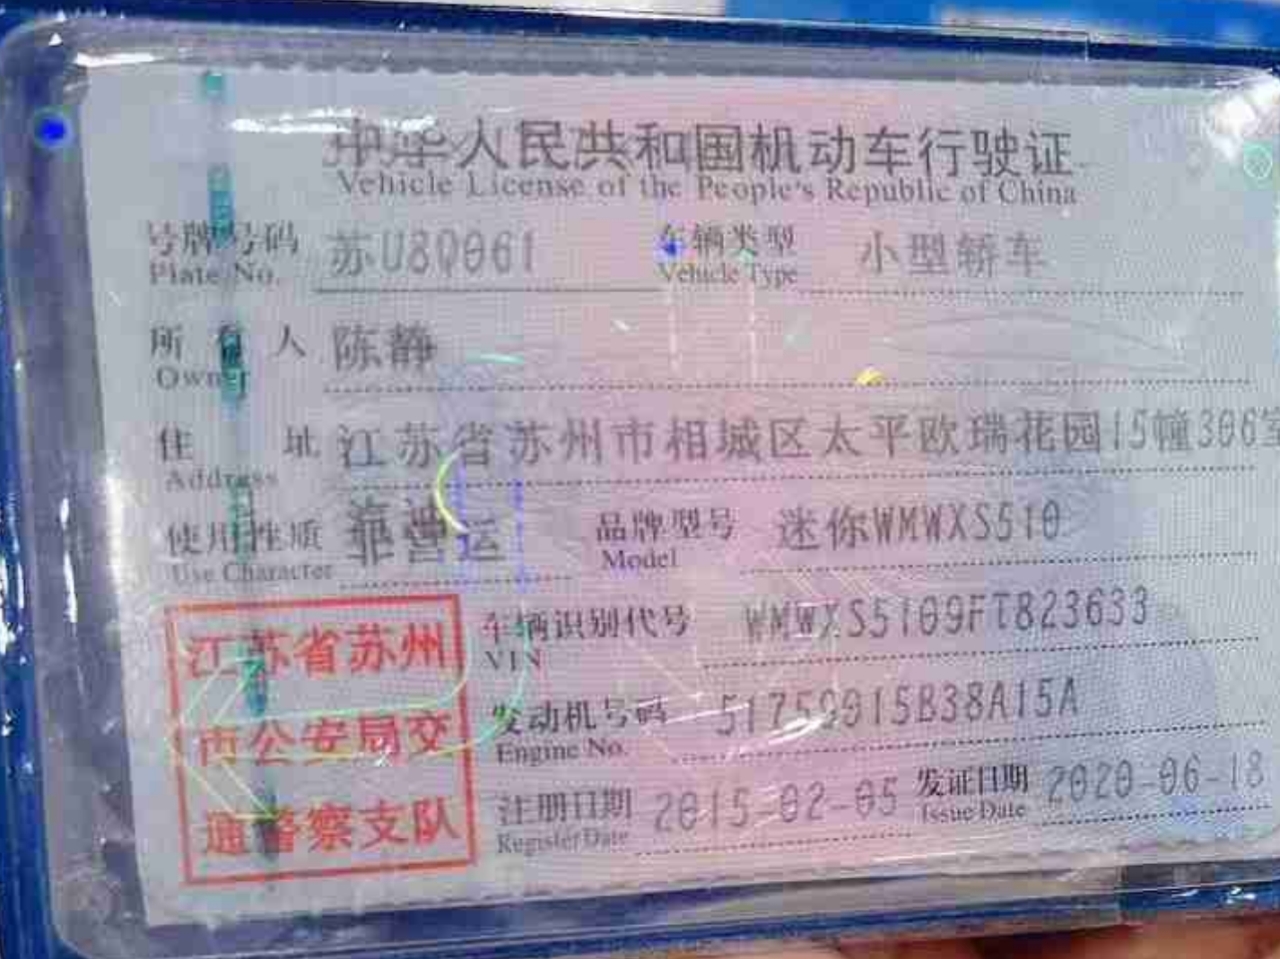 中华人民共和国机动车行驶证
Vehicle License of the People's Republic of China
号牌号码 苏U8Q061 车辆类型 小型轿车
Plate No. Vehicle Type
所有人 陈静
Owner
住址 江苏省苏州市相城区太平欧瑞花园15幢306室
Address
使用性质 非营运 品牌型号 迷你WMWXS510
Use Character Model
江苏省苏州
市公安局交
通警察支队
车辆识别代号 WMWXS5109FT823633
VIN
发动机号码 51759015B38A15A
Engine No.
注册日期 2015-02-05 发证日期 2020-06-18
Register Date Issue Date